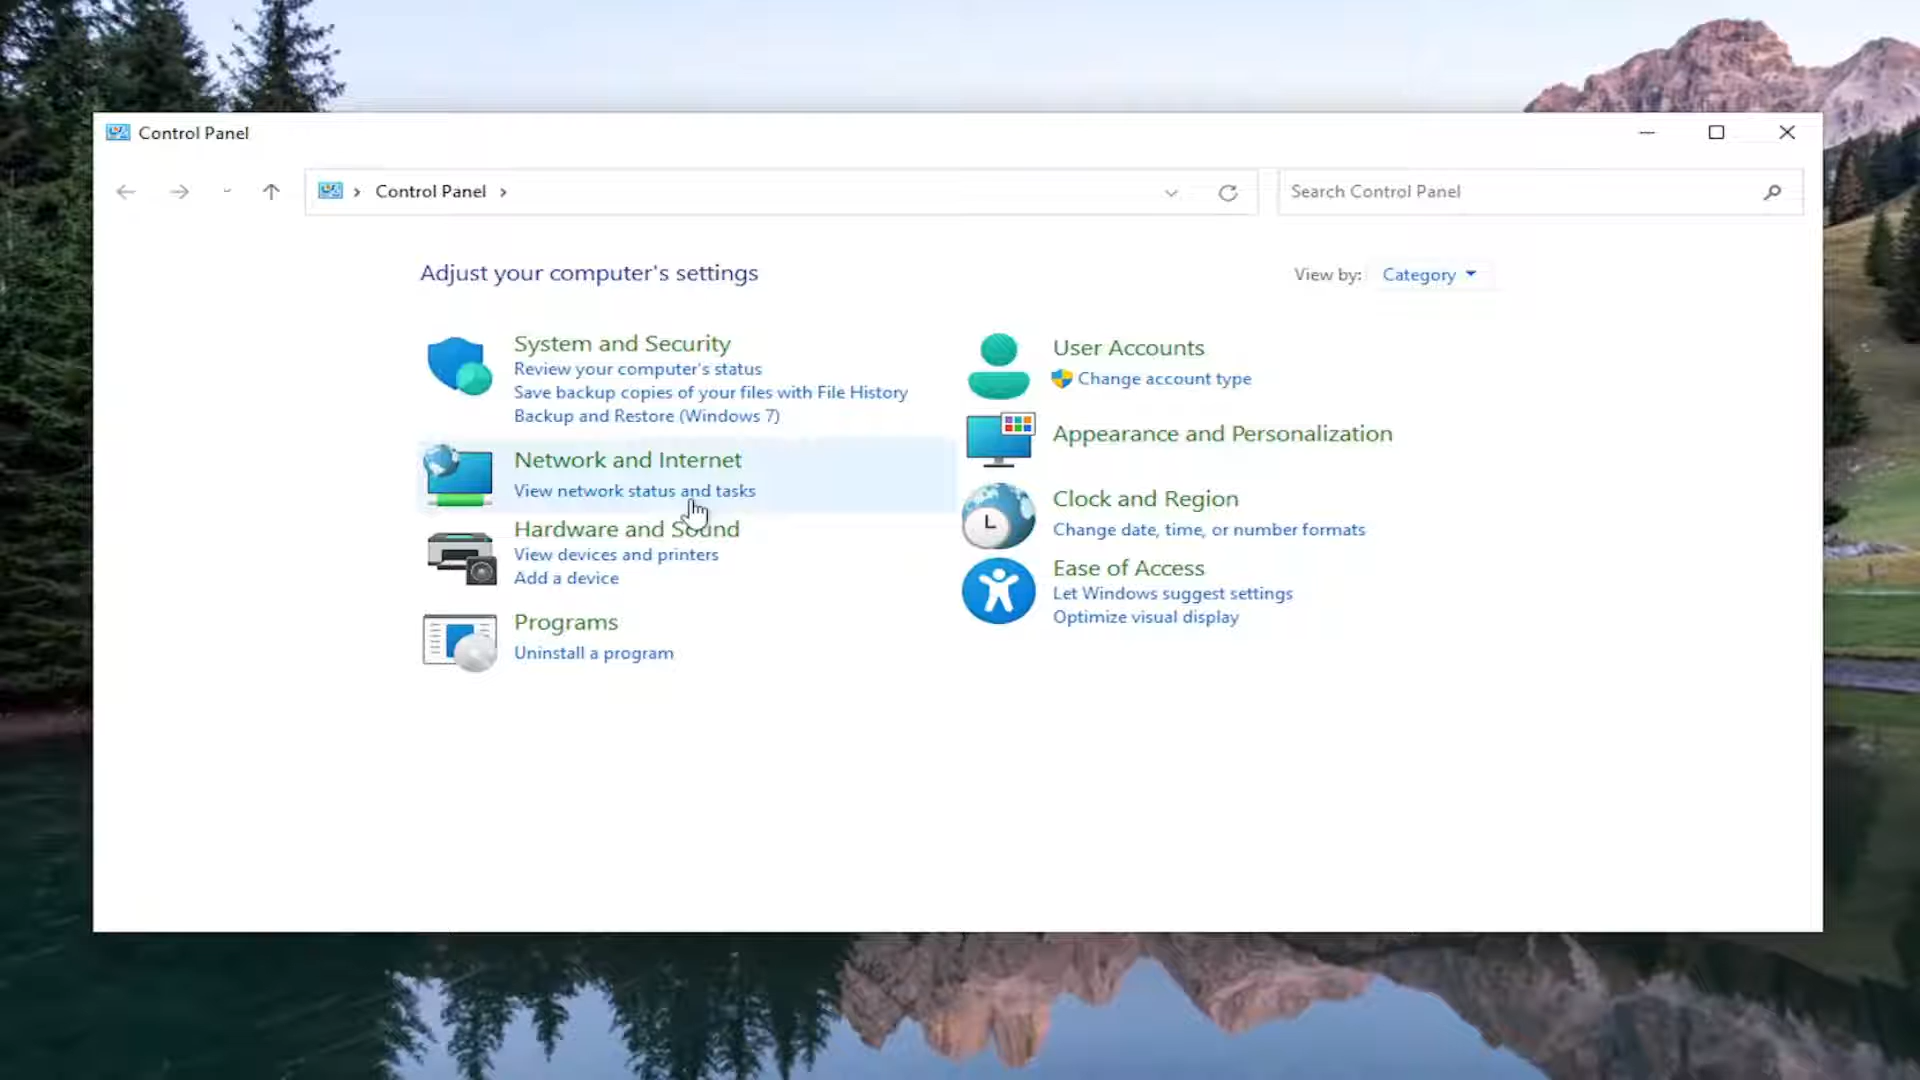 Control Panel
Control Panel
Search Control Panel
Adjust your computer's settings
View by: Category
System and Security
Review your computer's status
Save backup copies of your files with File History
Backup and Restore (Windows 7)
Network and Internet
View network status and tasks
Hardware and Sound
View devices and printers
Add a device
Programs
Uninstall a program
User Accounts
Change account type
Appearance and Personalization
Clock and Region
Change date, time, or number formats
Ease of Access
Let Windows suggest settings
Optimize visual display